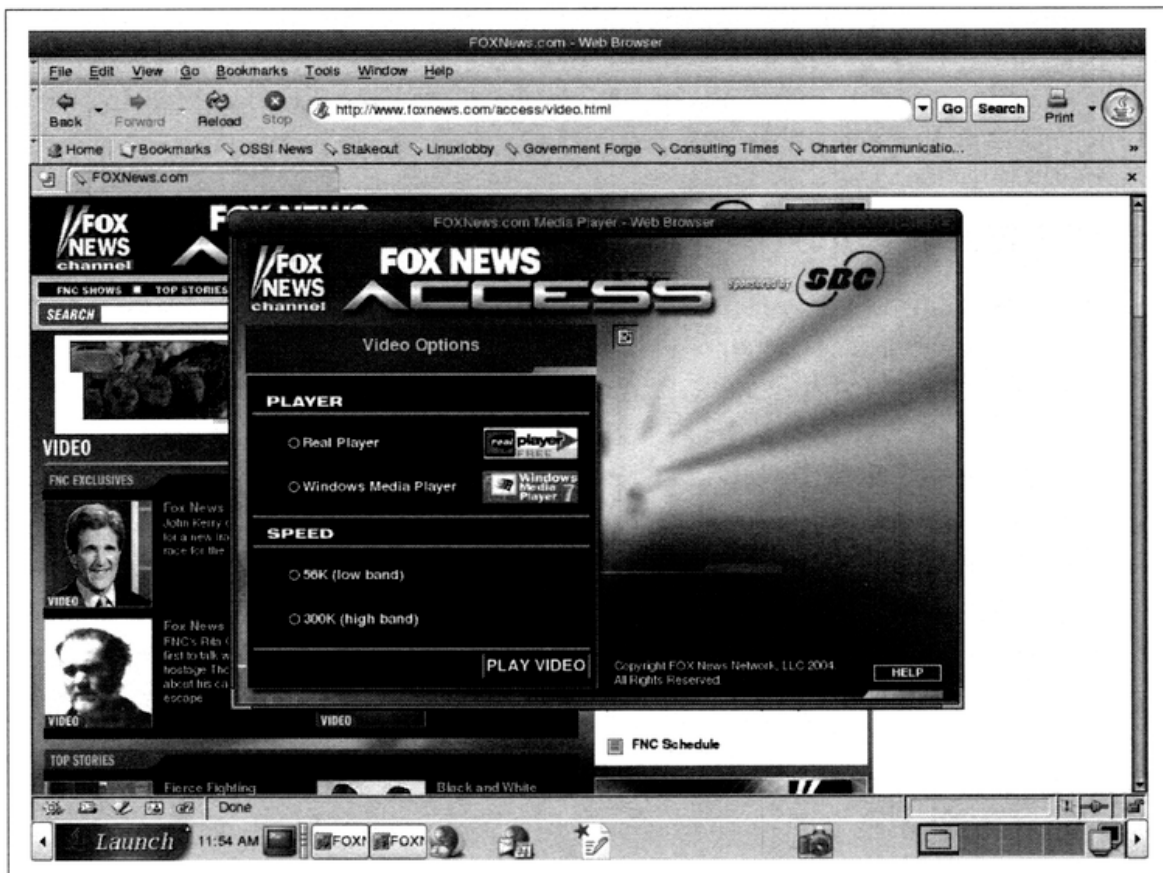 FOXNews.com - Web Browser
File Edit View Go Bookmarks Tools Window Help
Back Forward Reload Stop http://www.foxnews.com/access/video.html Go Search Print
Home Bookmarks OSSI News Stakeout Linuxlobby Government Forge Consulting Times Charter Communicatio... »
FOXNews.com
FOX NEWS channel
FNC SHOWS TOP STORIES
SEARCH
VIDEO
FNC EXCLUSIVES
Fox News
John Kerry
for a new
race for the
VIDEO
Fox News
FNC's Rita
first to talk
hostage
about his
escape
VIDEO
VIDEO
TOP STORIES
Fierce Fighting
Black and White
FNC Schedule
FOXNews.com Media Player - Web Browser
FOX NEWS channel
FOX NEWS
ACCESS
sponsored by SBC
Video Options
PLAYER
Real Player
real player FREE
Windows Media Player
Windows Media Player 7
SPEED
56K (low band)
300K (high band)
PLAY VIDEO
Copyright FOX News Network, LLC 2004.
All Rights Reserved.
HELP
Done
Launch 11:54 AM FOXN FOXN